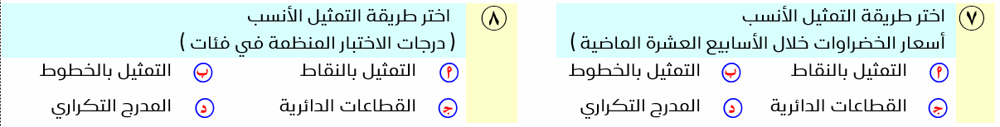 ٧ اختر طريقة التمثيل الأنسب
أسعار الخضراوات خلال الأسابيع العشرة الماضية )
م التمثيل بالنقاط ب التمثيل بالخطوط
ج القطاعات الدائرية د المدرج التكراري
٨ اختر طريقة التمثيل الأنسب
( درجات الاختبار المنظمة في فئات )
م التمثيل بالنقاط ب التمثيل بالخطوط
ج القطاعات الدائرية د المدرج التكراري